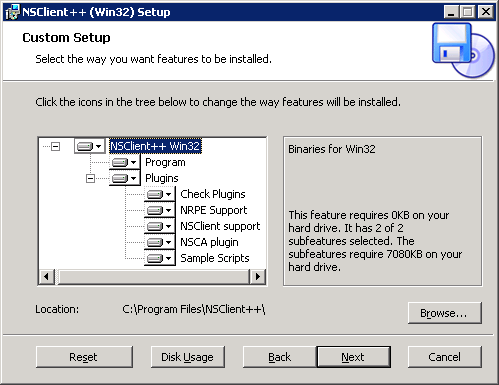 NSClient++ (Win32) Setup
Custom Setup
Select the way you want features to be installed.
Click the icons in the tree below to change the way features will be installed.
NSClient++ Win32
Program
Plugins
Check Plugins
NRPE Support
NSClient support
NSCA plugin
Sample Scripts
Binaries for Win32
This feature requires 0KB on your
hard drive. It has 2 of 2
subfeatures selected. The
subfeatures require 7080KB on your
hard drive.
Location: C:\Program Files\NSClient++\
Browse...
Reset Disk Usage Back Next Cancel